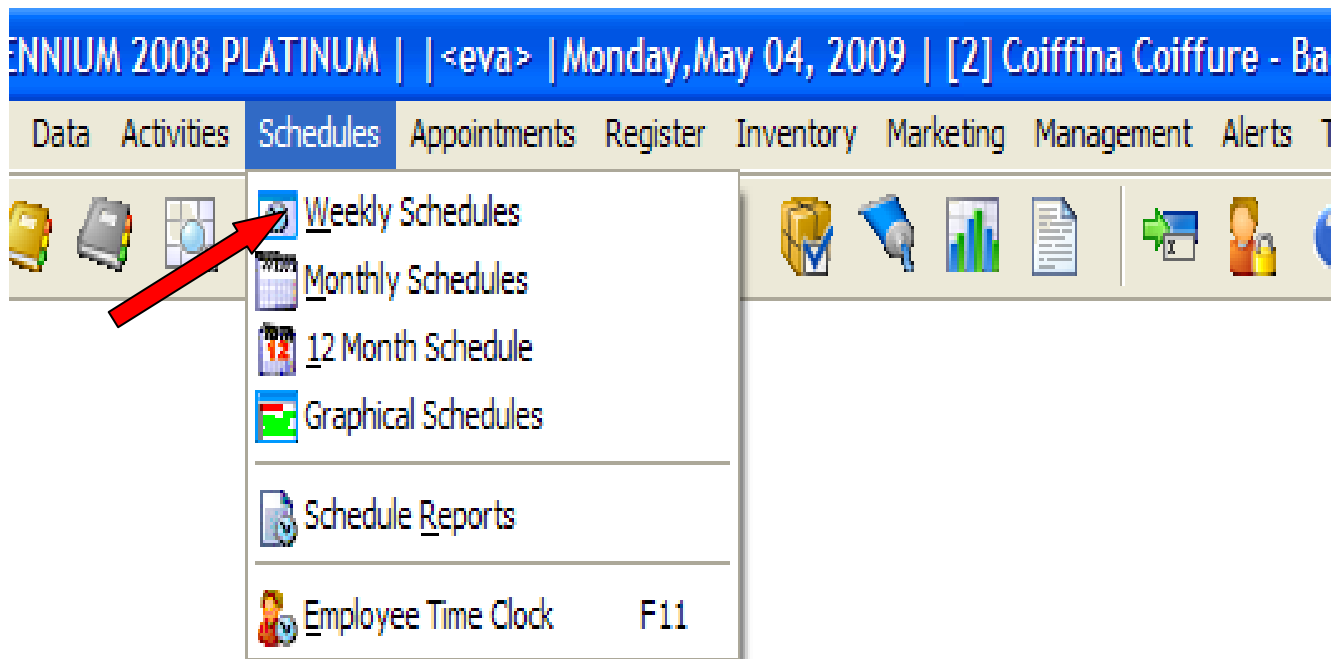 ENNIUM 2008 PLATINUM | | <eva> |Monday,May 04, 2009 | [2] Coiffina Coiffure - Ba
Data Activities Schedules Appointments Register Inventory Marketing Management Alerts T
Weekly Schedules
Monthly Schedules
12 Month Schedule
Graphical Schedules
Schedule Reports
Employee Time Clock F11